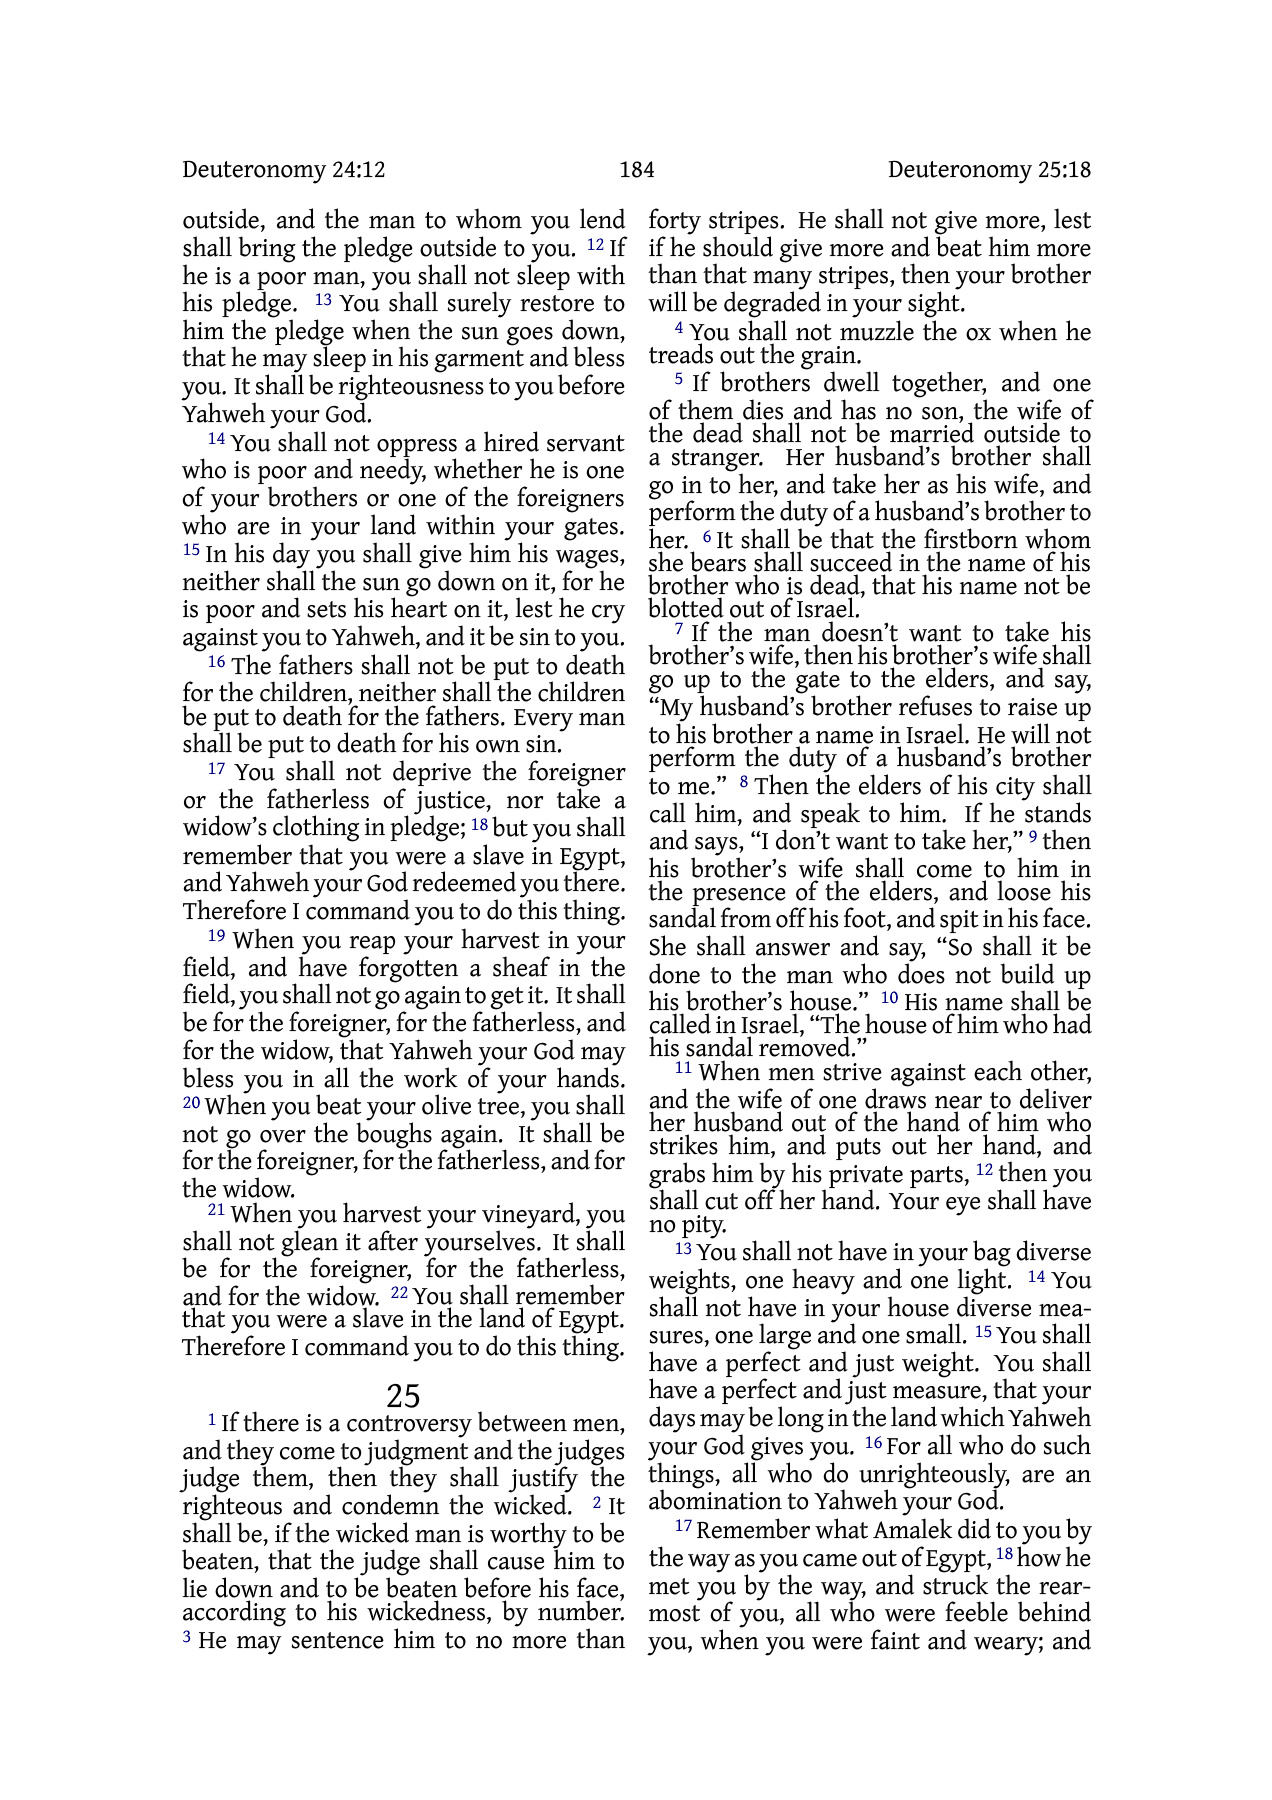 Deuteronomy 24:12 184 Deuteronomy 25:18
outside, and the man to whom you lend
shall bring the pledge outside to you. 12 If
he is a poor man, you shall not sleep with
his pledge. 13 You shall surely restore to
him the pledge when the sun goes down,
that he may sleep in his garment and bless
you. It shall be righteousness to you before
Yahweh your God.
14 You shall not oppress a hired servant
who is poor and needy, whether he is one
of your brothers or one of the foreigners
who are in your land within your gates.
15 In his day you shall give him his wages,
neither shall the sun go down on it, for he
is poor and sets his heart on it, lest he cry
against you to Yahweh, and it be sin to you.
16 The fathers shall not be put to death
for the children, neither shall the children
be put to death for the fathers. Every man
shall be put to death for his own sin.
17 You shall not deprive the foreigner
or the fatherless of justice, nor take a
widow’s clothing in pledge; 18 but you shall
remember that you were a slave in Egypt,
and Yahweh your God redeemed you there.
Therefore I command you to do this thing.
19 When you reap your harvest in your
field, and have forgotten a sheaf in the
field, you shall not go again to get it. It shall
be for the foreigner, for the fatherless, and
for the widow, that Yahweh your God may
bless you in all the work of your hands.
20 When you beat your olive tree, you shall
not go over the boughs again. It shall be
for the foreigner, for the fatherless, and for
the widow.
21 When you harvest your vineyard, you
shall not glean it after yourselves. It shall
be for the foreigner, for the fatherless,
and for the widow. 22 You shall remember
that you were a slave in the land of Egypt.
Therefore I command you to do this thing.
25
1 If there is a controversy between men,
and they come to judgment and the judges
judge them, then they shall justify the
righteous and condemn the wicked. 2 It
shall be, if the wicked man is worthy to be
beaten, that the judge shall cause him to
lie down and to be beaten before his face,
according to his wickedness, by number.
3 He may sentence him to no more than
forty stripes. He shall not give more, lest
if he should give more and beat him more
than that many stripes, then your brother
will be degraded in your sight.
4 You shall not muzzle the ox when he
treads out the grain.
5 If brothers dwell together, and one
of them dies and has no son, the wife of
the dead shall not be married outside to
a stranger. Her husband’s brother shall
go in to her, and take her as his wife, and
perform the duty of a husband’s brother to
her. 6 It shall be that the firstborn whom
she bears shall succeed in the name of his
brother who is dead, that his name not be
blotted out of Israel.
7 If the man doesn’t want to take his
brother’s wife, then his brother’s wife shall
go up to the gate to the elders, and say,
“My husband’s brother refuses to raise up
to his brother a name in Israel. He will not
perform the duty of a husband’s brother
to me.” 8 Then the elders of his city shall
call him, and speak to him. If he stands
and says, “I don’t want to take her,” 9 then
his brother’s wife shall come to him in
the presence of the elders, and loose his
sandal from off his foot, and spit in his face.
She shall answer and say, “So shall it be
done to the man who does not build up
his brother’s house.” 10 His name shall be
called in Israel, “The house of him who had
his sandal removed.”
11 When men strive against each other,
and the wife of one draws near to deliver
her husband out of the hand of him who
strikes him, and puts out her hand, and
grabs him by his private parts, 12 then you
shall cut off her hand. Your eye shall have
no pity.
13 You shall not have in your bag diverse
weights, one heavy and one light. 14 You
shall not have in your house diverse mea-
sures, one large and one small. 15 You shall
have a perfect and just weight. You shall
have a perfect and just measure, that your
days may be long in the land which Yahweh
your God gives you. 16 For all who do such
things, all who do unrighteously, are an
abomination to Yahweh your God.
17 Remember what Amalek did to you by
the way as you came out of Egypt, 18 how he
met you by the way, and struck the rear-
most of you, all who were feeble behind
you, when you were faint and weary; and